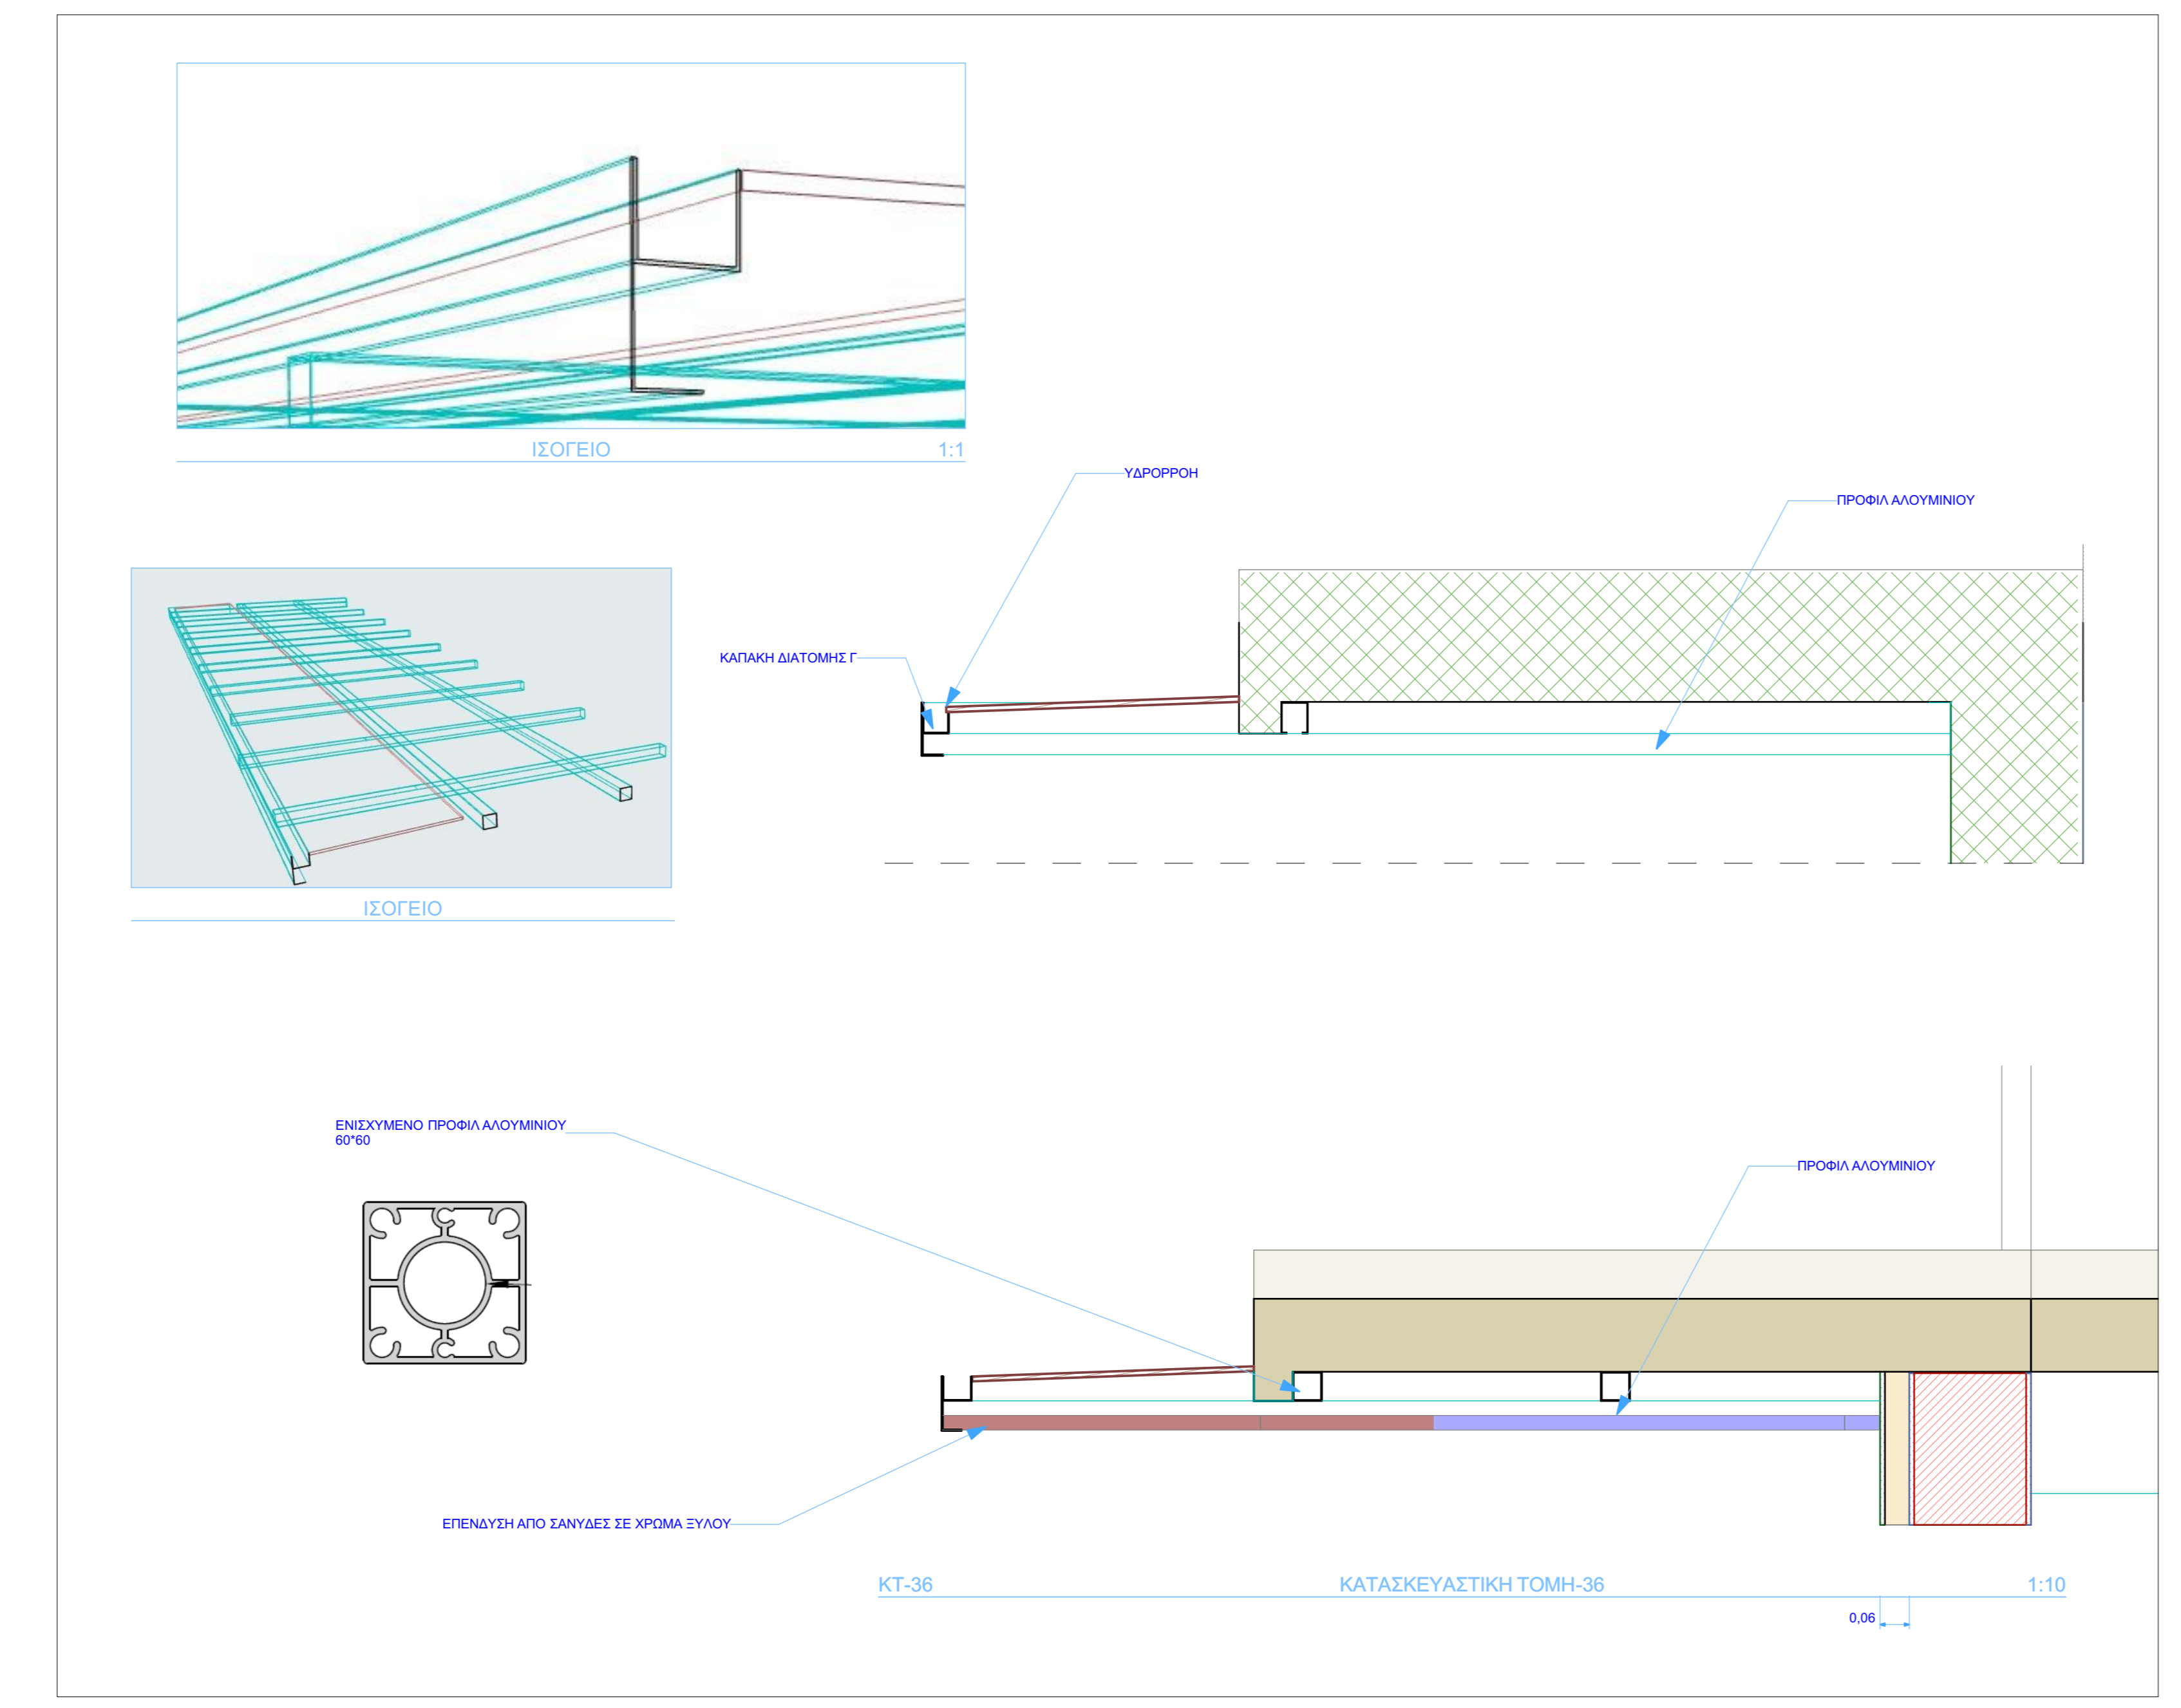 ΙΣΟΓΕΙΟ 1:1
ΥΔΡΟΡΡΟΗ
ΠΡΟΦΙΛ ΑΛΟΥΜΙΝΙΟΥ
ΚΑΠΑΚΗ ΔΙΑΤΟΜΗΣ Γ
ΙΣΟΓΕΙΟ
ΕΝΙΣΧΥΜΕΝΟ ΠΡΟΦΙΛ ΑΛΟΥΜΙΝΙΟΥ
60*60
ΠΡΟΦΙΛ ΑΛΟΥΜΙΝΙΟΥ
ΕΠΕΝΔΥΣΗ ΑΠΟ ΣΑΝΥΔΕΣ ΣΕ ΧΡΩΜΑ ΞΥΛΟΥ
ΚΤ-36 ΚΑΤΑΣΚΕΥΑΣΤΙΚΗ ΤΟΜΗ-36 1:10
0,06